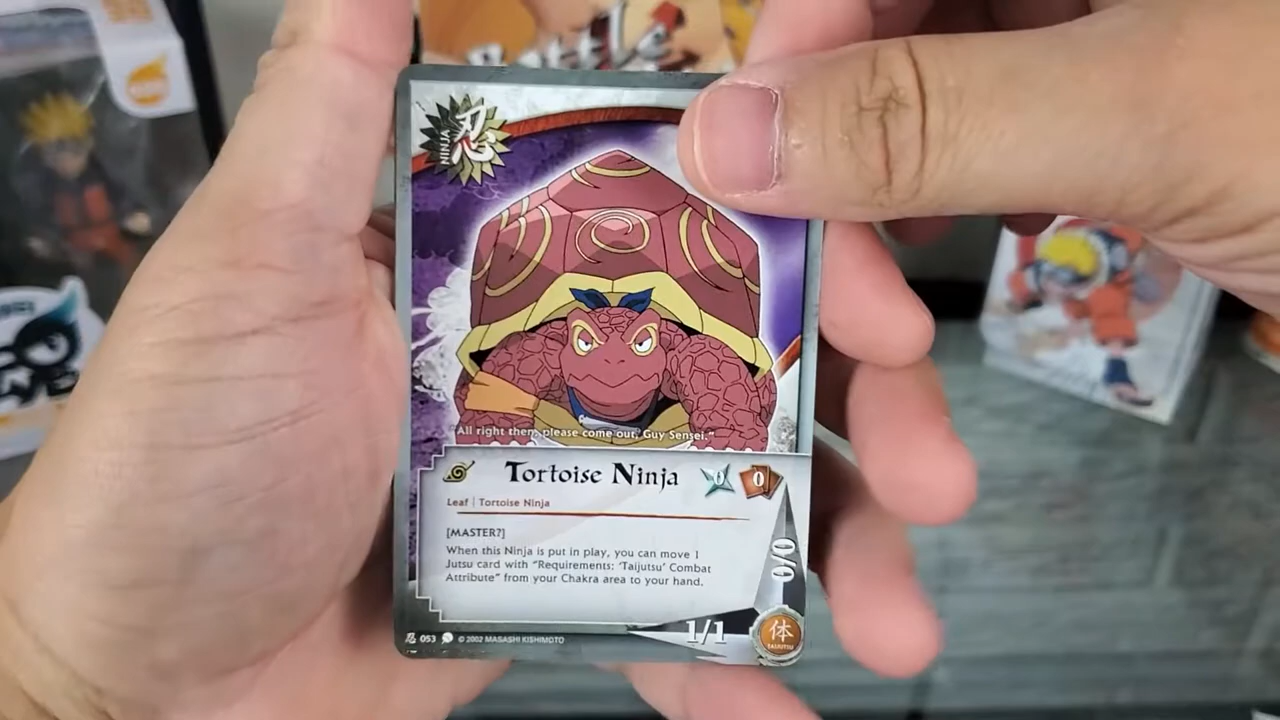 忍
NINJA
"All right then, please come out, Guy Sensei."
Tortoise Ninja
0
0
Leaf | Tortoise Ninja
[MASTER?]
When this Ninja is put in play, you can move 1
Jutsu card with "Requirements: 'Taijutsu' Combat
Attribute" from your Chakra area to your hand.
0/0
1/1
体
TAIJUTSU
忍 053 © 2002 MASASHI KISHIMOTO